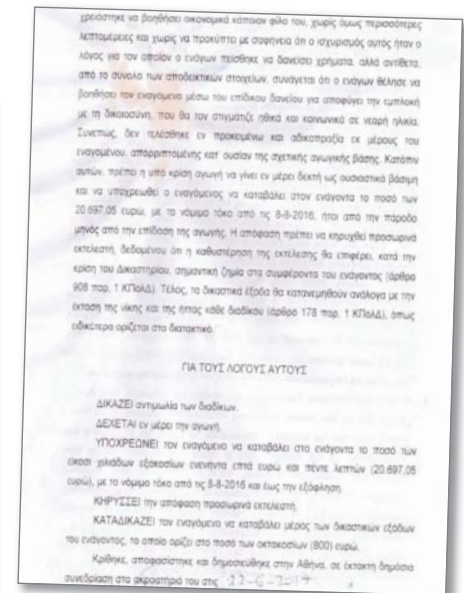 χρειάστηκε να βοηθήσει οικονομικά κάποιον φίλο του, χωρίς όμως περισσότερες
λεπτομέρειες και χωρίς να προκύπτει με σαφήνεια ότι ο ισχυρισμός αυτός ήταν ο
λόγος για τον οποίον ο ενάγων πείσθηκε να δανείσει χρήματα, αλλά αντίθετα,
από το σύνολο των αποδεικτικών στοιχείων, συνάγεται ότι ο ενάγων θέλησε να
βοηθήσει τον εναγόμενο μέσω του επίδικου δανείου για αποφύγει την εμπλοκή
με τη δικαιοσύνη, που θα τον στιγμάτιζε ηθικά και κοινωνικά σε νεαρή ηλικία.
Συνεπώς, δεν τελέσθηκε εν προκειμένω και αδικοπραξία εκ μέρους του
εναγομένου, απορριπτομένης κατ' ουσίαν της σχετικής αγωγικής βάσης. Κατόπιν
αυτών, πρέπει η υπό κρίση αγωγή να γίνει εν μέρει δεκτή ως ουσιαστικά βάσιμη
και να υποχρεωθεί ο εναγόμενος να καταβάλει στον ενάγοντα το ποσό των
20.697,05 ευρώ, με το νόμιμο τόκο από τις 8-8-2016, ήτοι από την πάροδο
μηνός από την επίδοση της αγωγής. Η απόφαση πρέπει να κηρυχθεί προσωρινά
εκτελεστή, δεδομένου ότι η καθυστέρηση της εκτέλεσης θα επιφέρει, κατά την
κρίση του Δικαστηρίου, σημαντική ζημία στα συμφέροντα του ενάγοντος (άρθρο
908 παρ. 1 ΚΠολΔ). Τέλος, τα δικαστικά έξοδα θα κατανεμηθούν ανάλογα με την
έκταση της νίκης και της ήττας κάθε διαδίκου (άρθρο 178 παρ. 1 ΚΠολΔ), όπως
ειδικότερα ορίζεται στο διατακτικό.
ΓΙΑ ΤΟΥΣ ΛΟΓΟΥΣ ΑΥΤΟΥΣ
ΔΙΚΑΖΕΙ αντιμωλία των διαδίκων.
ΔΕΧΕΤΑΙ εν μέρει την αγωγή.
ΥΠΟΧΡΕΩΝΕΙ τον εναγόμενο να καταβάλει στο ενάγοντα το ποσό των
είκοσι χιλιάδων εξακοσίων ενενήντα επτά ευρώ και πέντε λεπτών (20.697,05
ευρώ), με το νόμιμο τόκο από τις 8-8-2016 και έως την εξόφληση.
ΚΗΡΥΣΣΕΙ την απόφαση προσωρινά εκτελεστή.
ΚΑΤΑΔΙΚΑΖΕΙ τον εναγόμενο να καταβάλει μέρος των δικαστικών εξόδων
του ενάγοντος, το οποίο ορίζει στο ποσό των οκτακοσίων (800) ευρώ.
Κρίθηκε, αποφασίστηκε και δημοσιεύθηκε στην Αθήνα, σε έκτακτη δημόσια
συνεδρίαση στο ακροατήριό του στις 22-6-2017